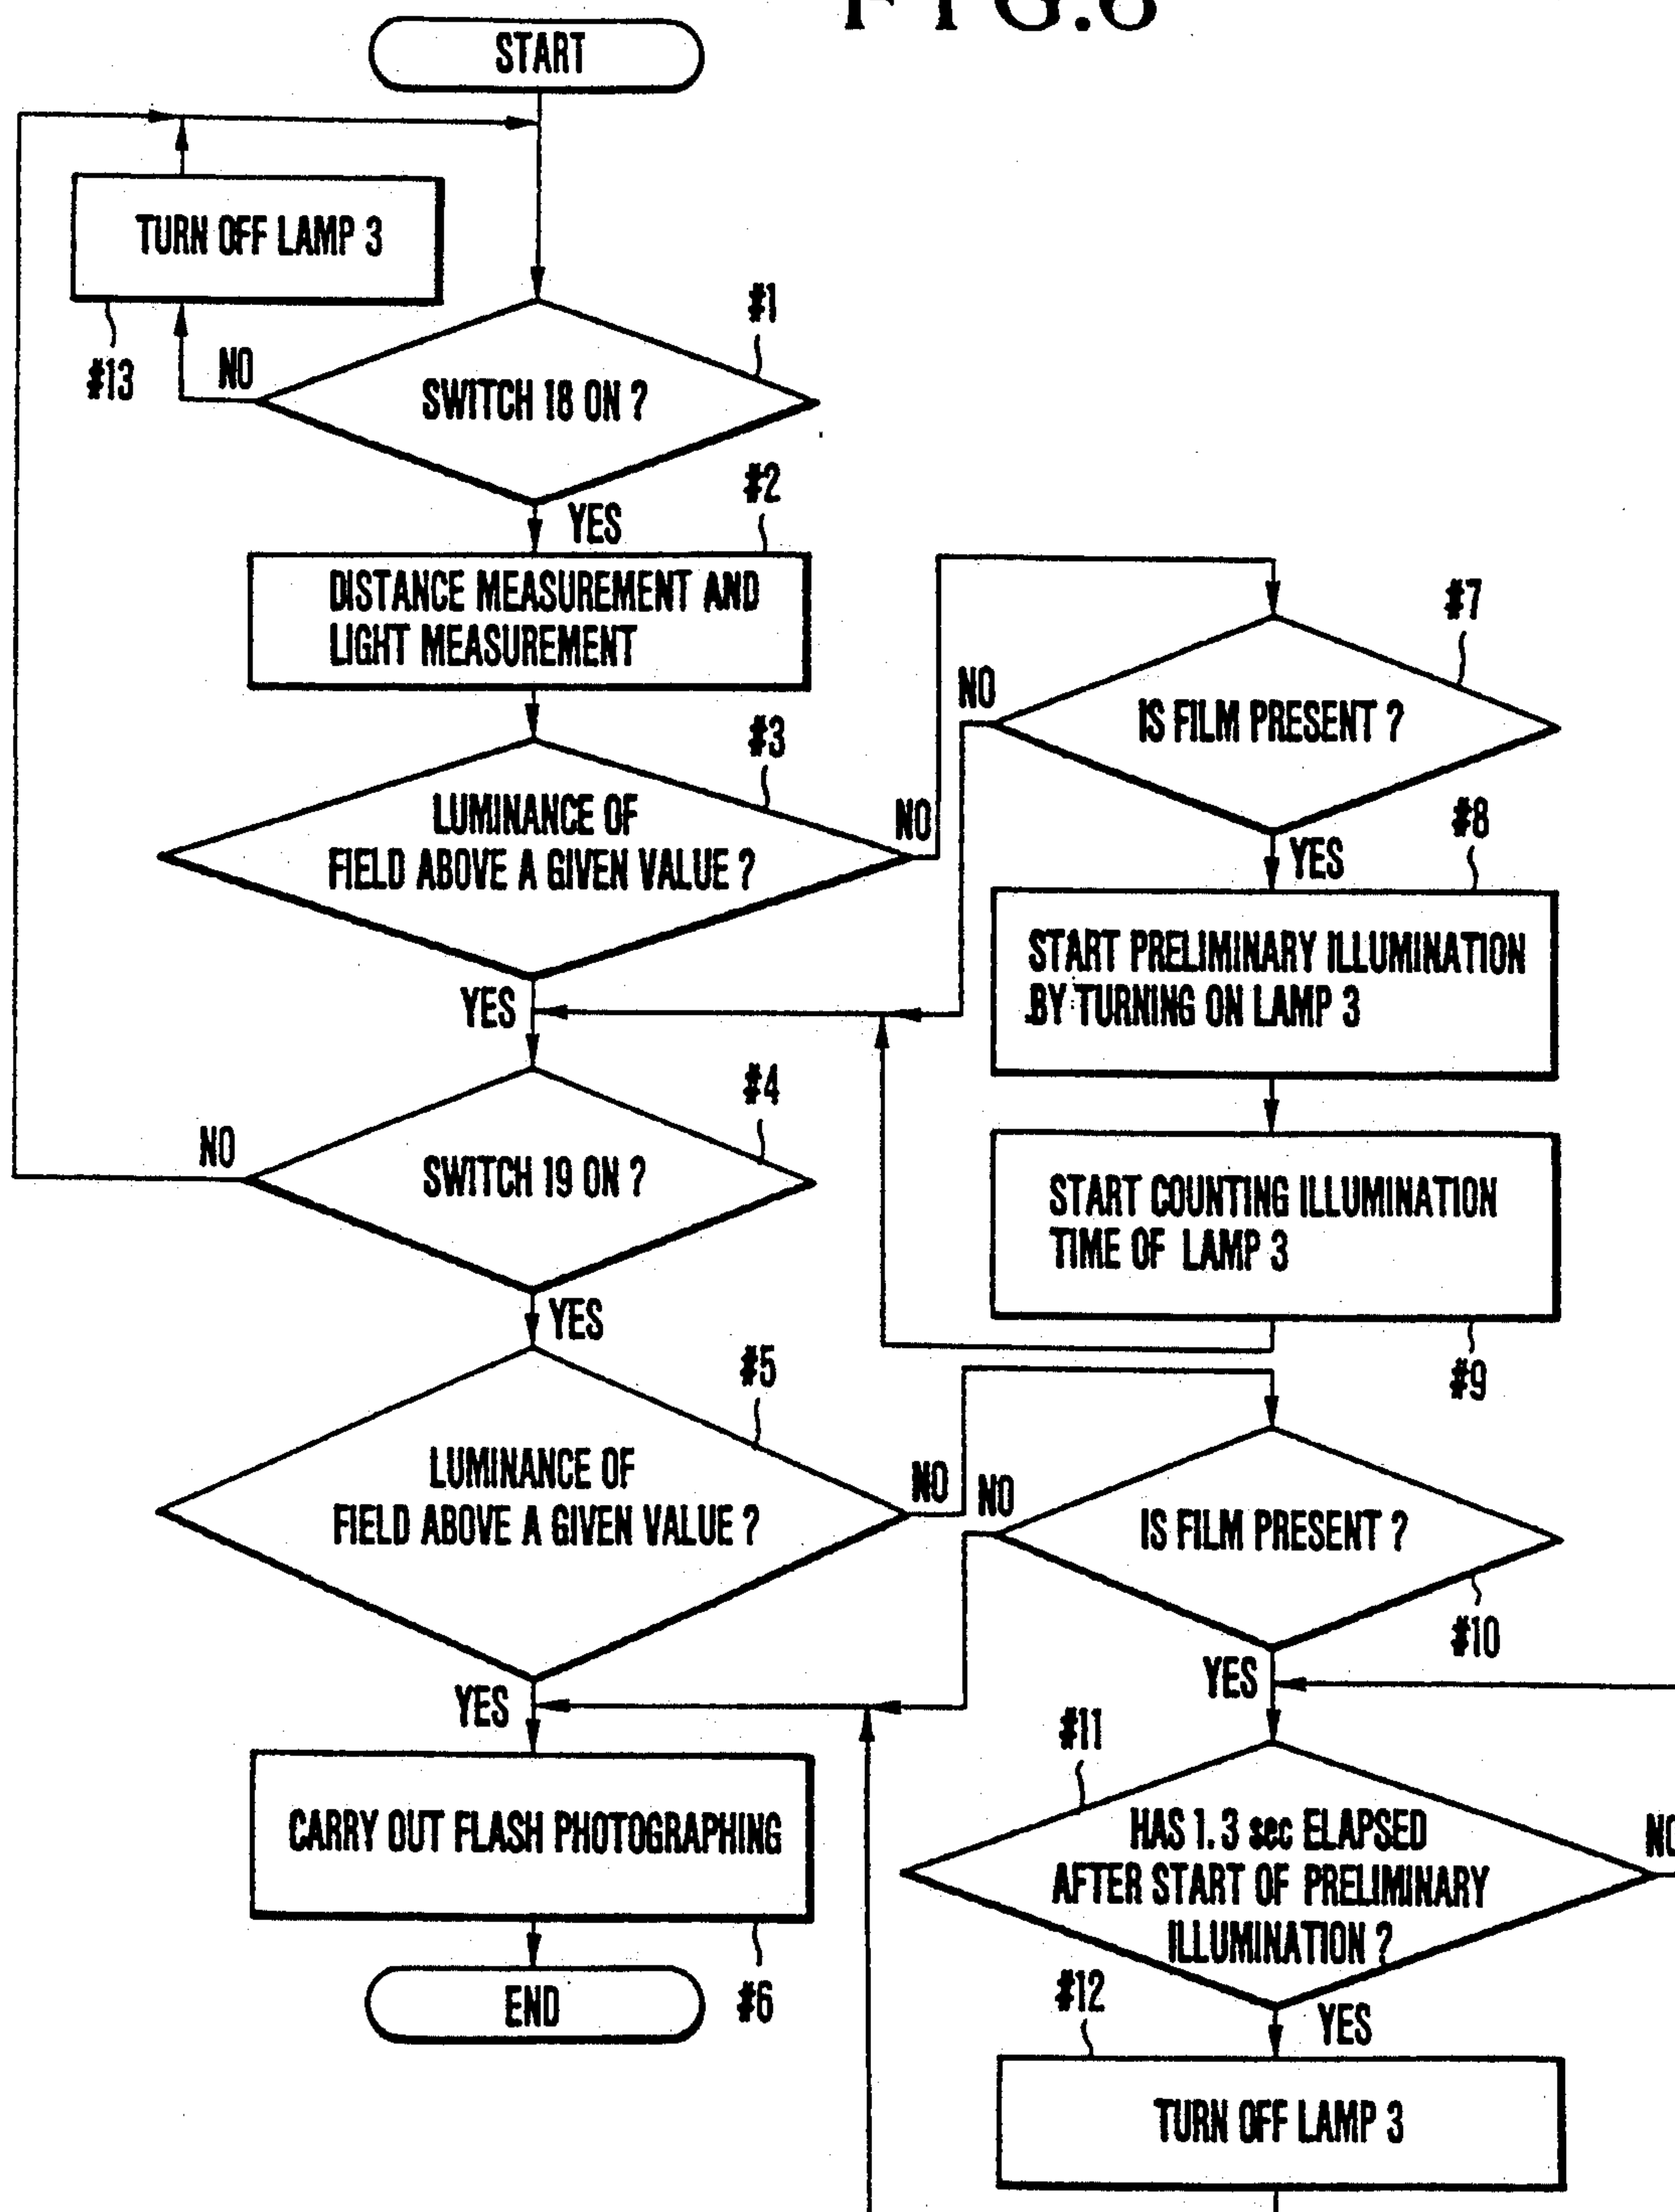 FIG.6
START
TURN OFF LAMP 3
#13
NO
#1
SWITCH 18 ON ?
YES
#2
DISTANCE MEASUREMENT AND
LIGHT MEASUREMENT
#3
LUMINANCE OF
FIELD ABOVE A GIVEN VALUE ?
NO
YES
#4
SWITCH 19 ON ?
NO
YES
#5
LUMINANCE OF
FIELD ABOVE A GIVEN VALUE ?
NO
YES
CARRY OUT FLASH PHOTOGRAPHING
#6
END
#7
IS FILM PRESENT ?
NO
YES
#8
START PRELIMINARY ILLUMINATION
BY TURNING ON LAMP 3
START COUNTING ILLUMINATION
TIME OF LAMP 3
#9
IS FILM PRESENT ?
NO
#10
YES
#11
HAS 1.3 sec ELAPSED
AFTER START OF PRELIMINARY
ILLUMINATION ?
NO
YES
#12
TURN OFF LAMP 3